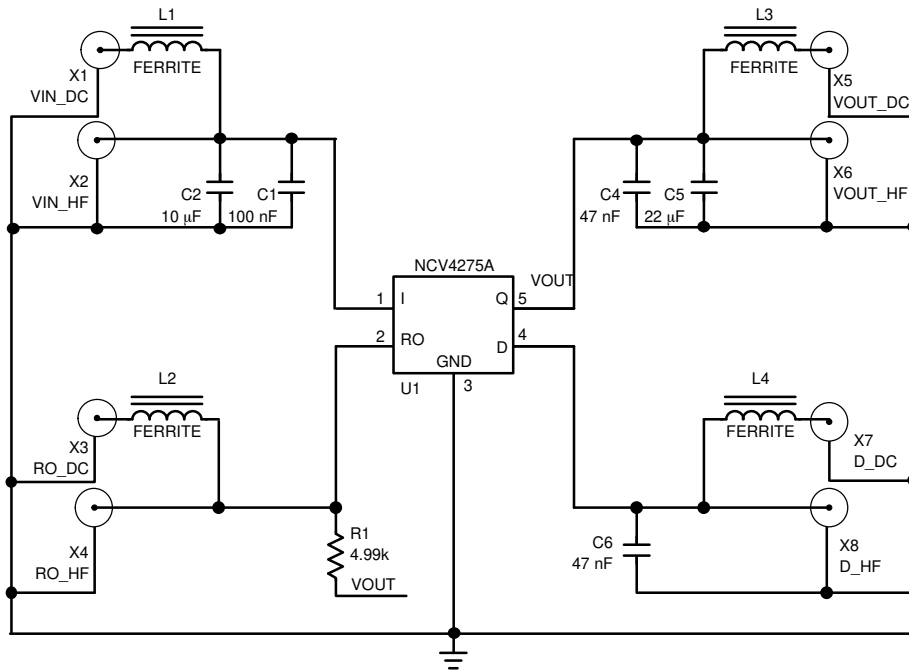 L1
FERRITE
X1
VIN_DC
X2
VIN_HF
C2
10 μF
C1
100 nF
L3
FERRITE
X5
VOUT_DC
X6
VOUT_HF
C4
47 nF
C5
22 μF
NCV4275A
VOUT
1
I
Q
5
2
RO
D
4
GND
U1
3
L2
FERRITE
X3
RO_DC
X4
RO_HF
R1
4.99k
VOUT
L4
FERRITE
X7
D_DC
X8
D_HF
C6
47 nF